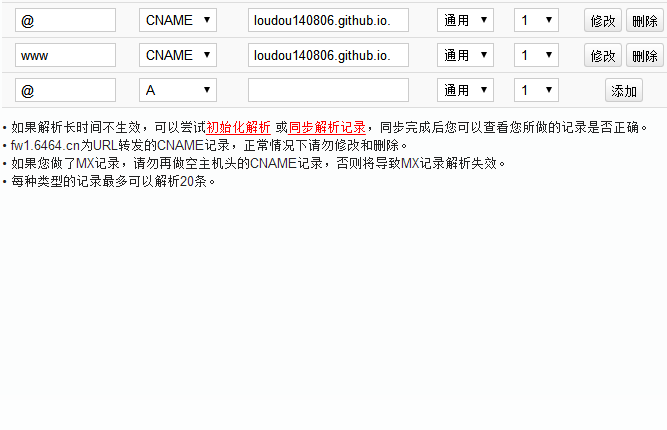 @ CNAME loudou140806.github.io. 通用 1 修改 删除
www CNAME loudou140806.github.io. 通用 1 修改 删除
@ A 通用 1 添加
• 如果解析长时间不生效，可以尝试初始化解析 或同步解析记录，同步完成后您可以查看您所做的记录是否正确。
• fw1.6464.cn为URL转发的CNAME记录，正常情况下请勿修改和删除。
• 如果您做了MX记录，请勿再做空主机头的CNAME记录，否则将导致MX记录解析失效。
• 每种类型的记录最多可以解析20条。